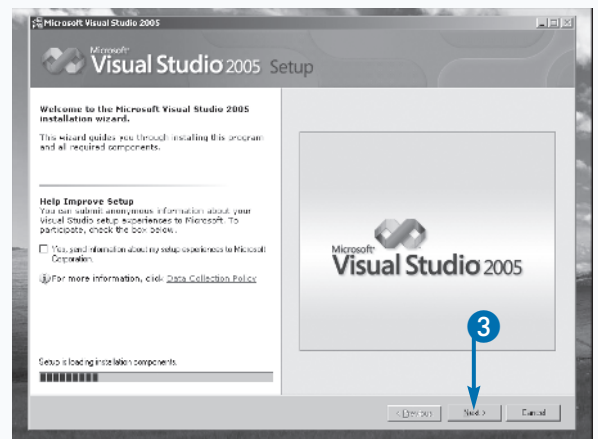 Microsoft Visual Studio 2005
Microsoft
Visual Studio 2005 Setup
Welcome to the Microsoft Visual Studio 2005
installation wizard.
This wizard guides you through installing this program
and all required components.
Help Improve Setup
You can submit anonymous information about your
Visual Studio setup experiences to Microsoft. To
participate, check the box below.
Yes, send information about my setup experiences to Microsoft
Corporation.
For more information, click Data Collection Policy
Setup is loading installation components.
Microsoft
Visual Studio 2005
3
< Previous
Next >
Cancel